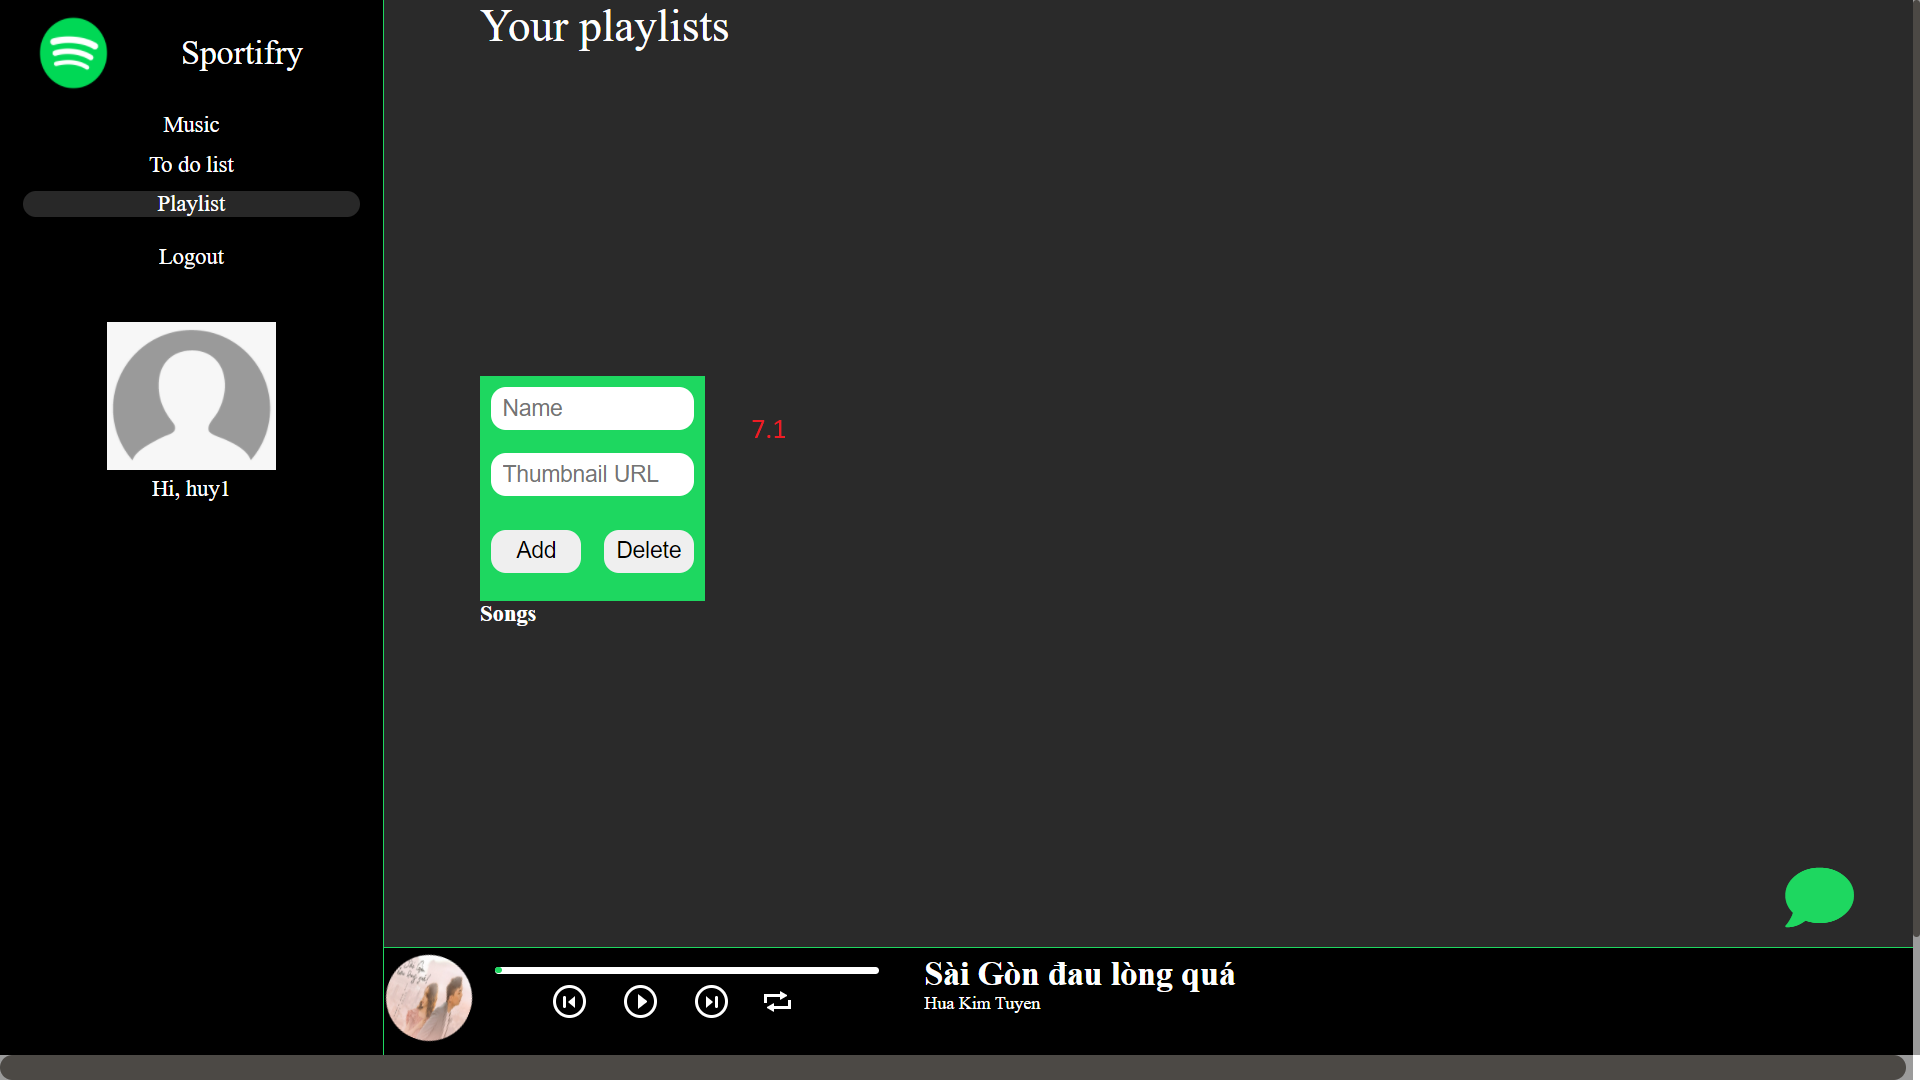 Sportifry
Music
To do list
Playlist
Logout
Hi, huy1
Your playlists
Name
7.1
Thumbnail URL
Add
Delete
Songs
Sài Gòn đau lòng quá
Hua Kim Tuyen